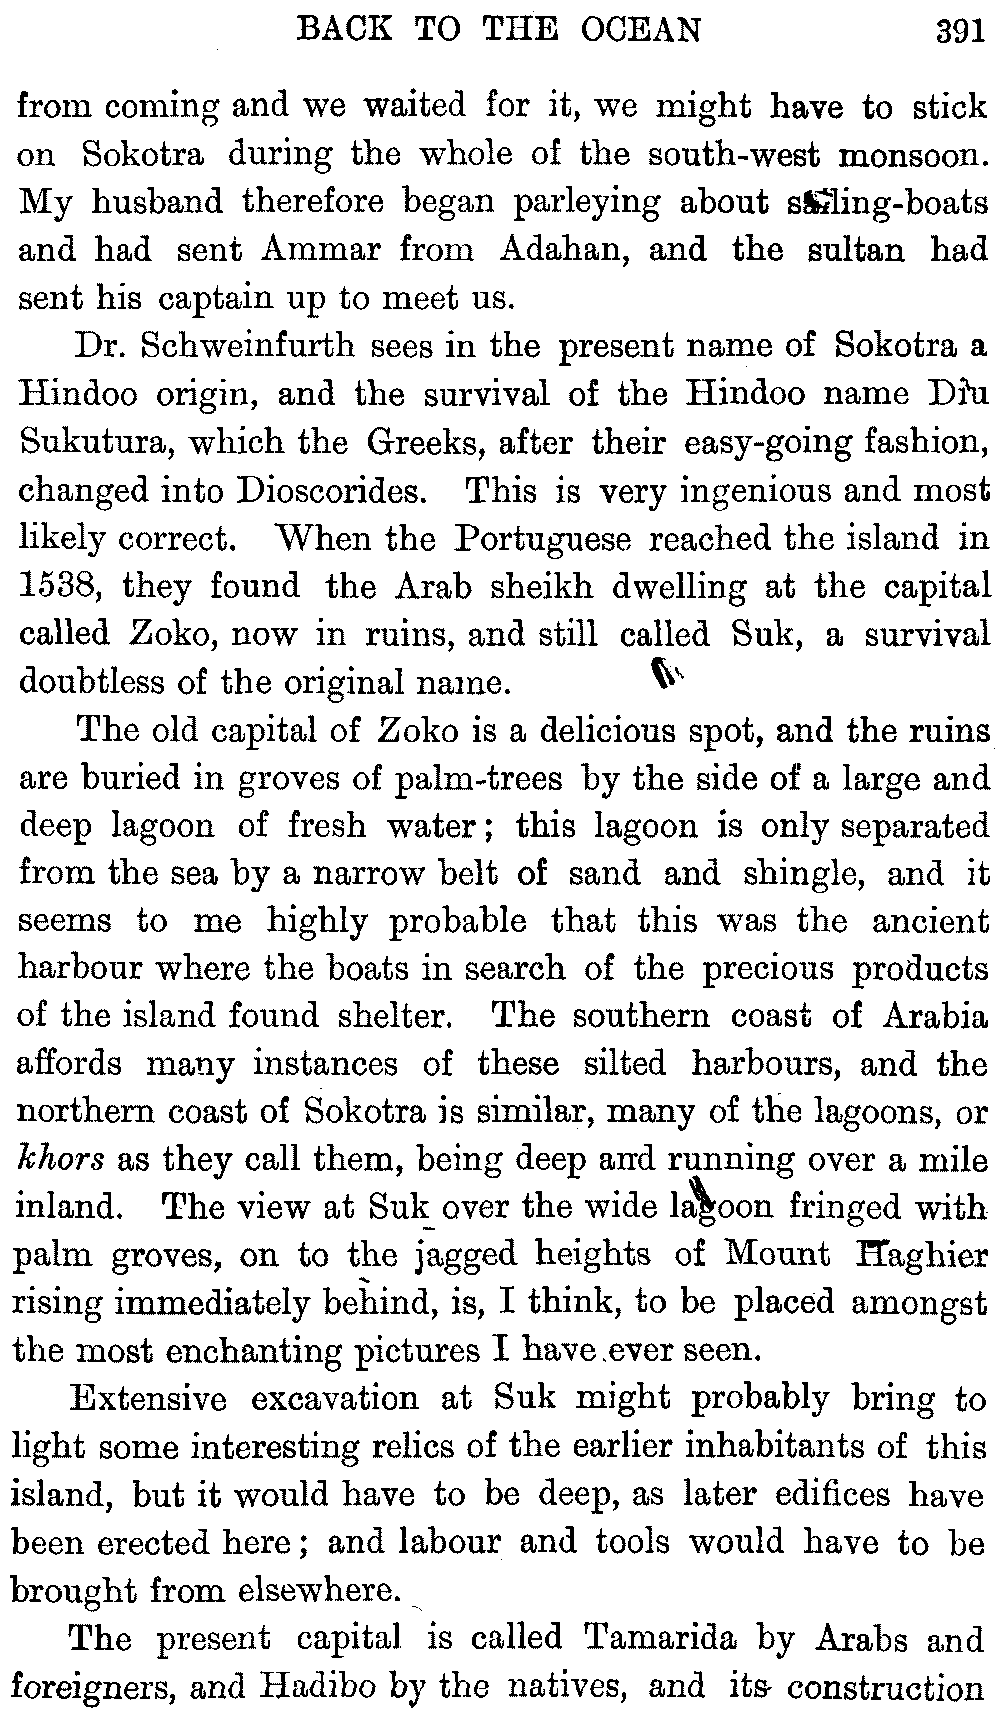 BACK TO THE OCEAN 391
from coming and we waited for it, we might have to stick
on Sokotra during the whole of the south-west monsoon.
My husband therefore began parleying about sailing-boats
and had sent Ammar from Adahan, and the sultan had
sent his captain up to meet us.
Dr. Schweinfurth sees in the present name of Sokotra a
Hindoo origin, and the survival of the Hindoo name Diu
Sukutura, which the Greeks, after their easy-going fashion,
changed into Dioscorides. This is very ingenious and most
likely correct. When the Portuguese reached the island in
1538, they found the Arab sheikh dwelling at the capital
called Zoko, now in ruins, and still called Suk, a survival
doubtless of the original name.
The old capital of Zoko is a delicious spot, and the ruins
are buried in groves of palm-trees by the side of a large and
deep lagoon of fresh water; this lagoon is only separated
from the sea by a narrow belt of sand and shingle, and it
seems to me highly probable that this was the ancient
harbour where the boats in search of the precious products
of the island found shelter. The southern coast of Arabia
affords many instances of these silted harbours, and the
northern coast of Sokotra is similar, many of the lagoons, or
khors as they call them, being deep and running over a mile
inland. The view at Suk over the wide lagoon fringed with
palm groves, on to the jagged heights of Mount Haghier
rising immediately behind, is, I think, to be placed amongst
the most enchanting pictures I have ever seen.
Extensive excavation at Suk might probably bring to
light some interesting relics of the earlier inhabitants of this
island, but it would have to be deep, as later edifices have
been erected here; and labour and tools would have to be
brought from elsewhere.
The present capital is called Tamarida by Arabs and
foreigners, and Hadibo by the natives, and its construction